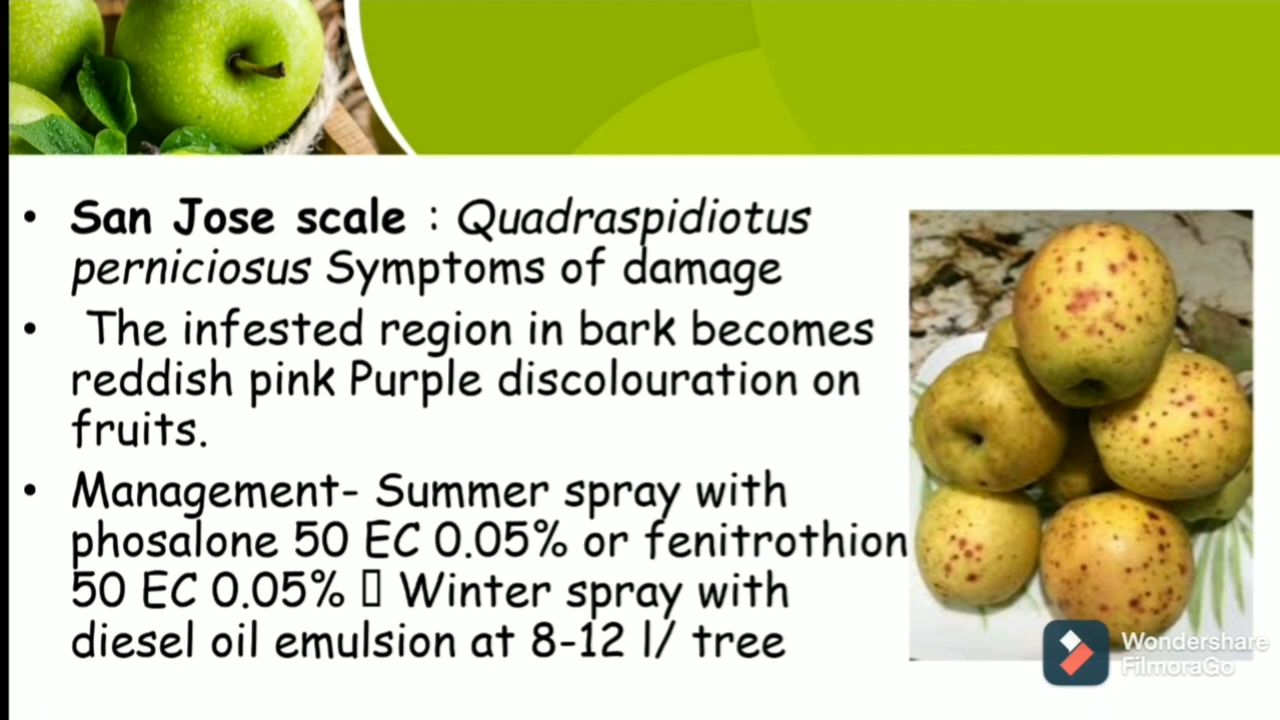 • San Jose scale : Quadraspidiotus
perniciosus Symptoms of damage
• The infested region in bark becomes
reddish pink Purple discolouration on
fruits.
• Management- Summer spray with
phosalone 50 EC 0.05% or fenitrothion
50 EC 0.05% ▯ Winter spray with
diesel oil emulsion at 8-12 l/ tree
Wondershare
FilmoraGo